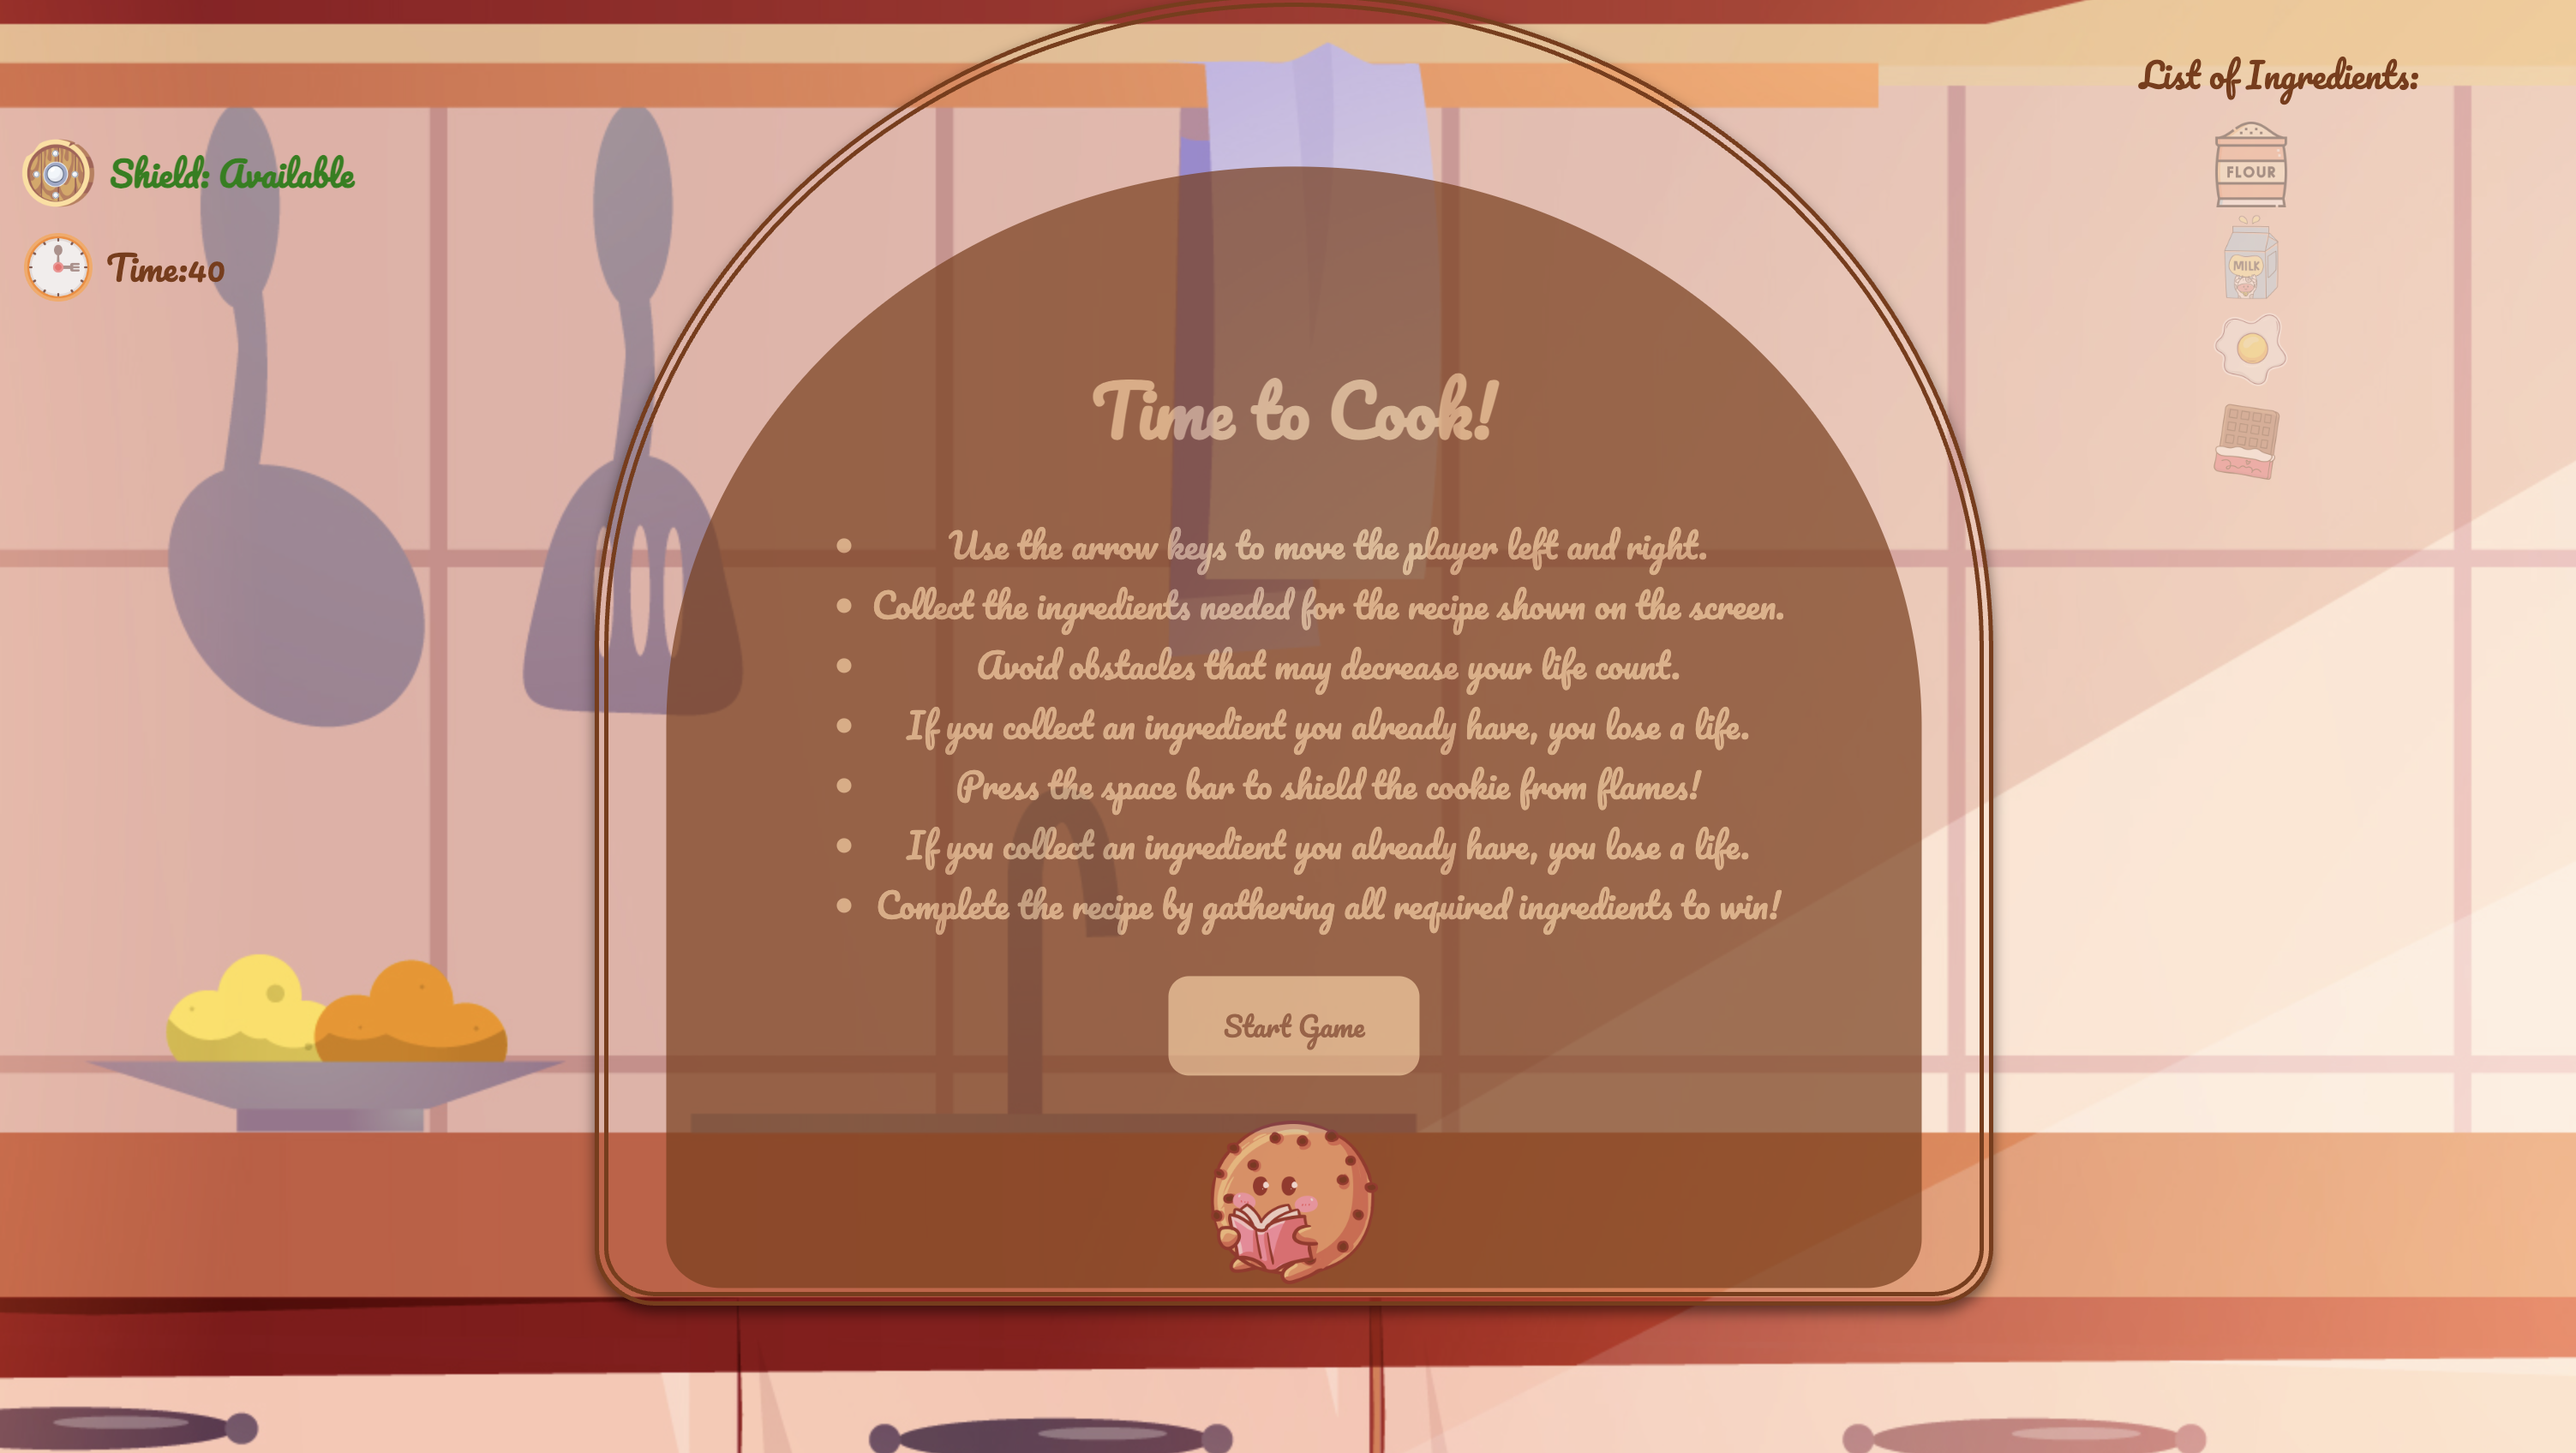 List of Ingredients:
Shield: Available
Time:40
FLOUR
MILK
Time to Cook!
• Use the arrow keys to move the player left and right.
• Collect the ingredients needed for the recipe shown on the screen.
• Avoid obstacles that may decrease your life count.
• If you collect an ingredient you already have, you lose a life.
• Press the space bar to shield the cookie from flames!
• If you collect an ingredient you already have, you lose a life.
• Complete the recipe by gathering all required ingredients to win!
Start Game